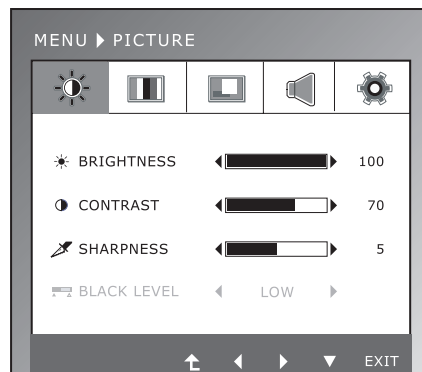 MENU PICTURE
BRIGHTNESS 100
CONTRAST 70
SHARPNESS 5
BLACK LEVEL LOW
EXIT